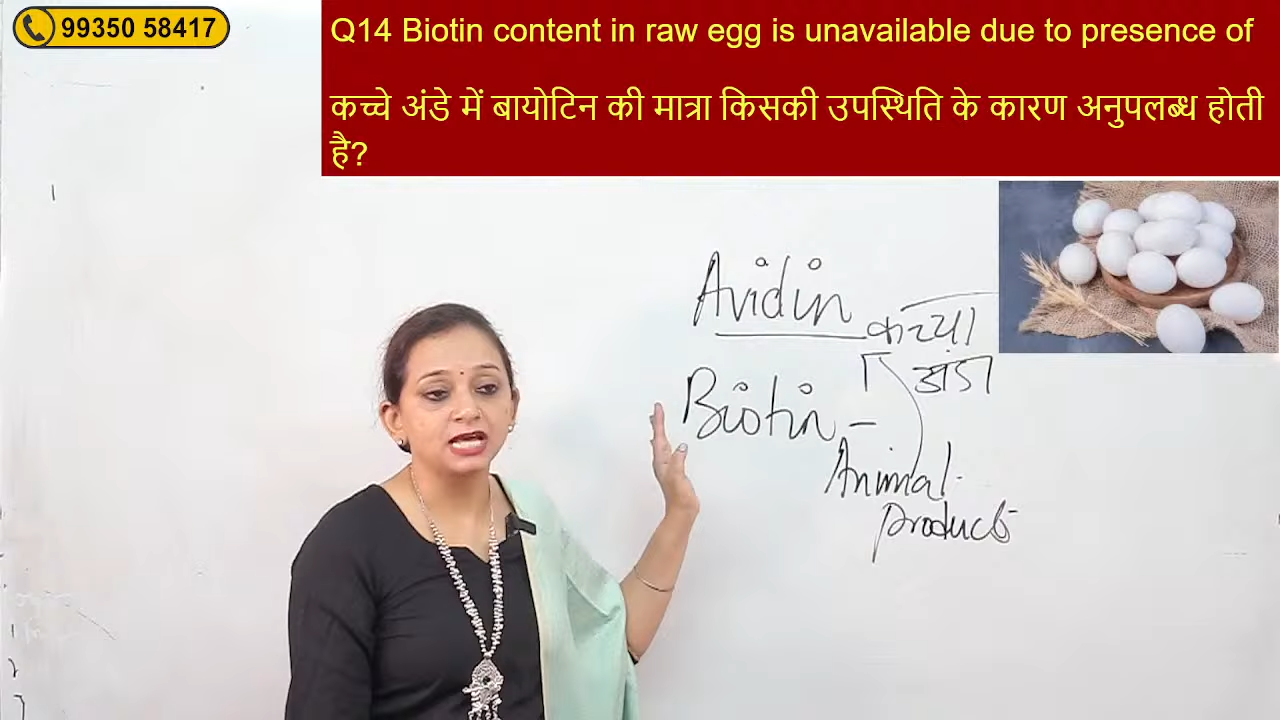 99350 58417
Q14 Biotin content in raw egg is unavailable due to presence of
कच्चे अंडे में बायोटिन की मात्रा किसकी उपस्थिति के कारण अनुपलब्ध होती
है?
Avidin
कच्चा
अंडा
Biotin –
Animal
products